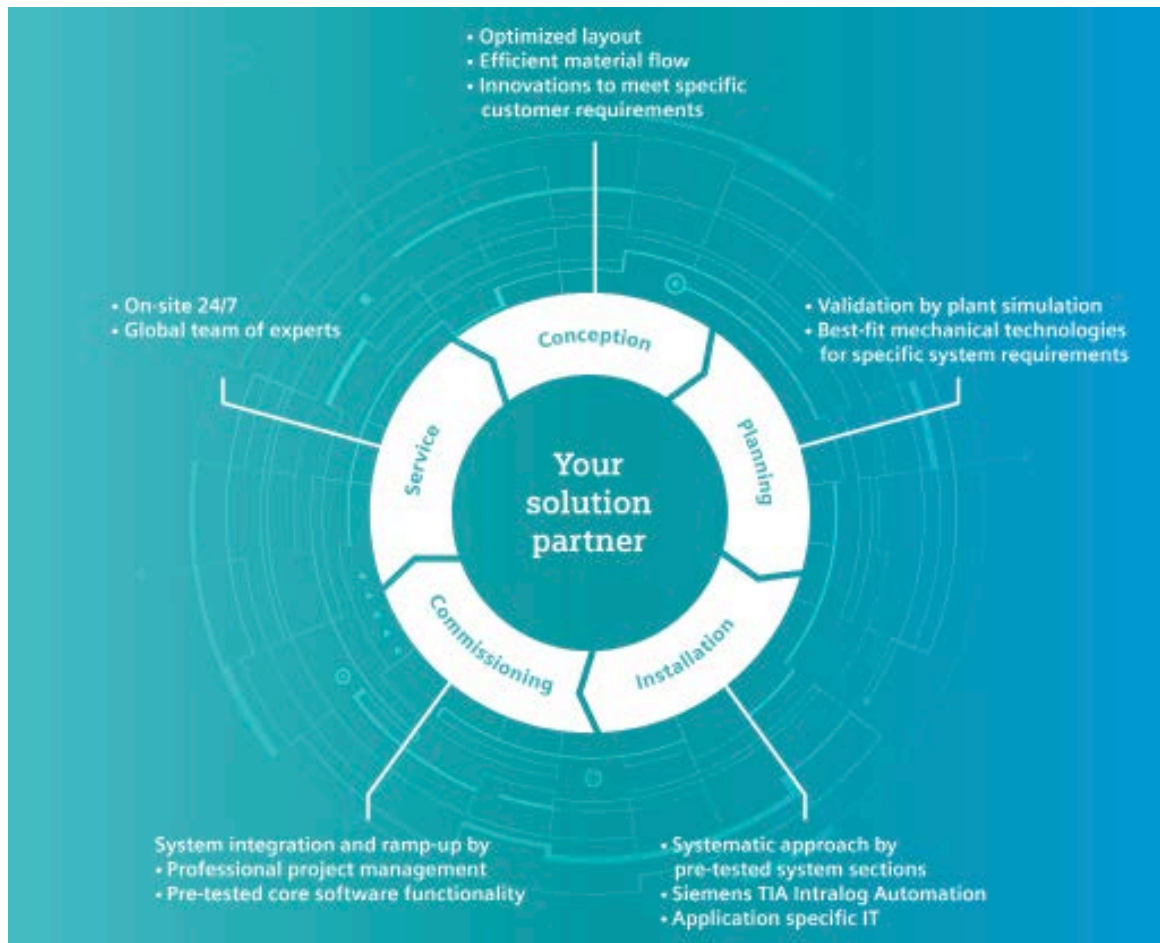 • Optimized layout
• Efficient material flow
• Innovations to meet specific
customer requirements
• On-site 24/7
• Global team of experts
• Validation by plant simulation
• Best-fit mechanical technologies
for specific system requirements
Conception
Planning
Installation
Commissioning
Service
Your
solution
partner
System integration and ramp-up by
• Professional project management
• Pre-tested core software functionality
• Systematic approach by
pre-tested system sections
• Siemens TIA Intralog Automation
• Application specific IT